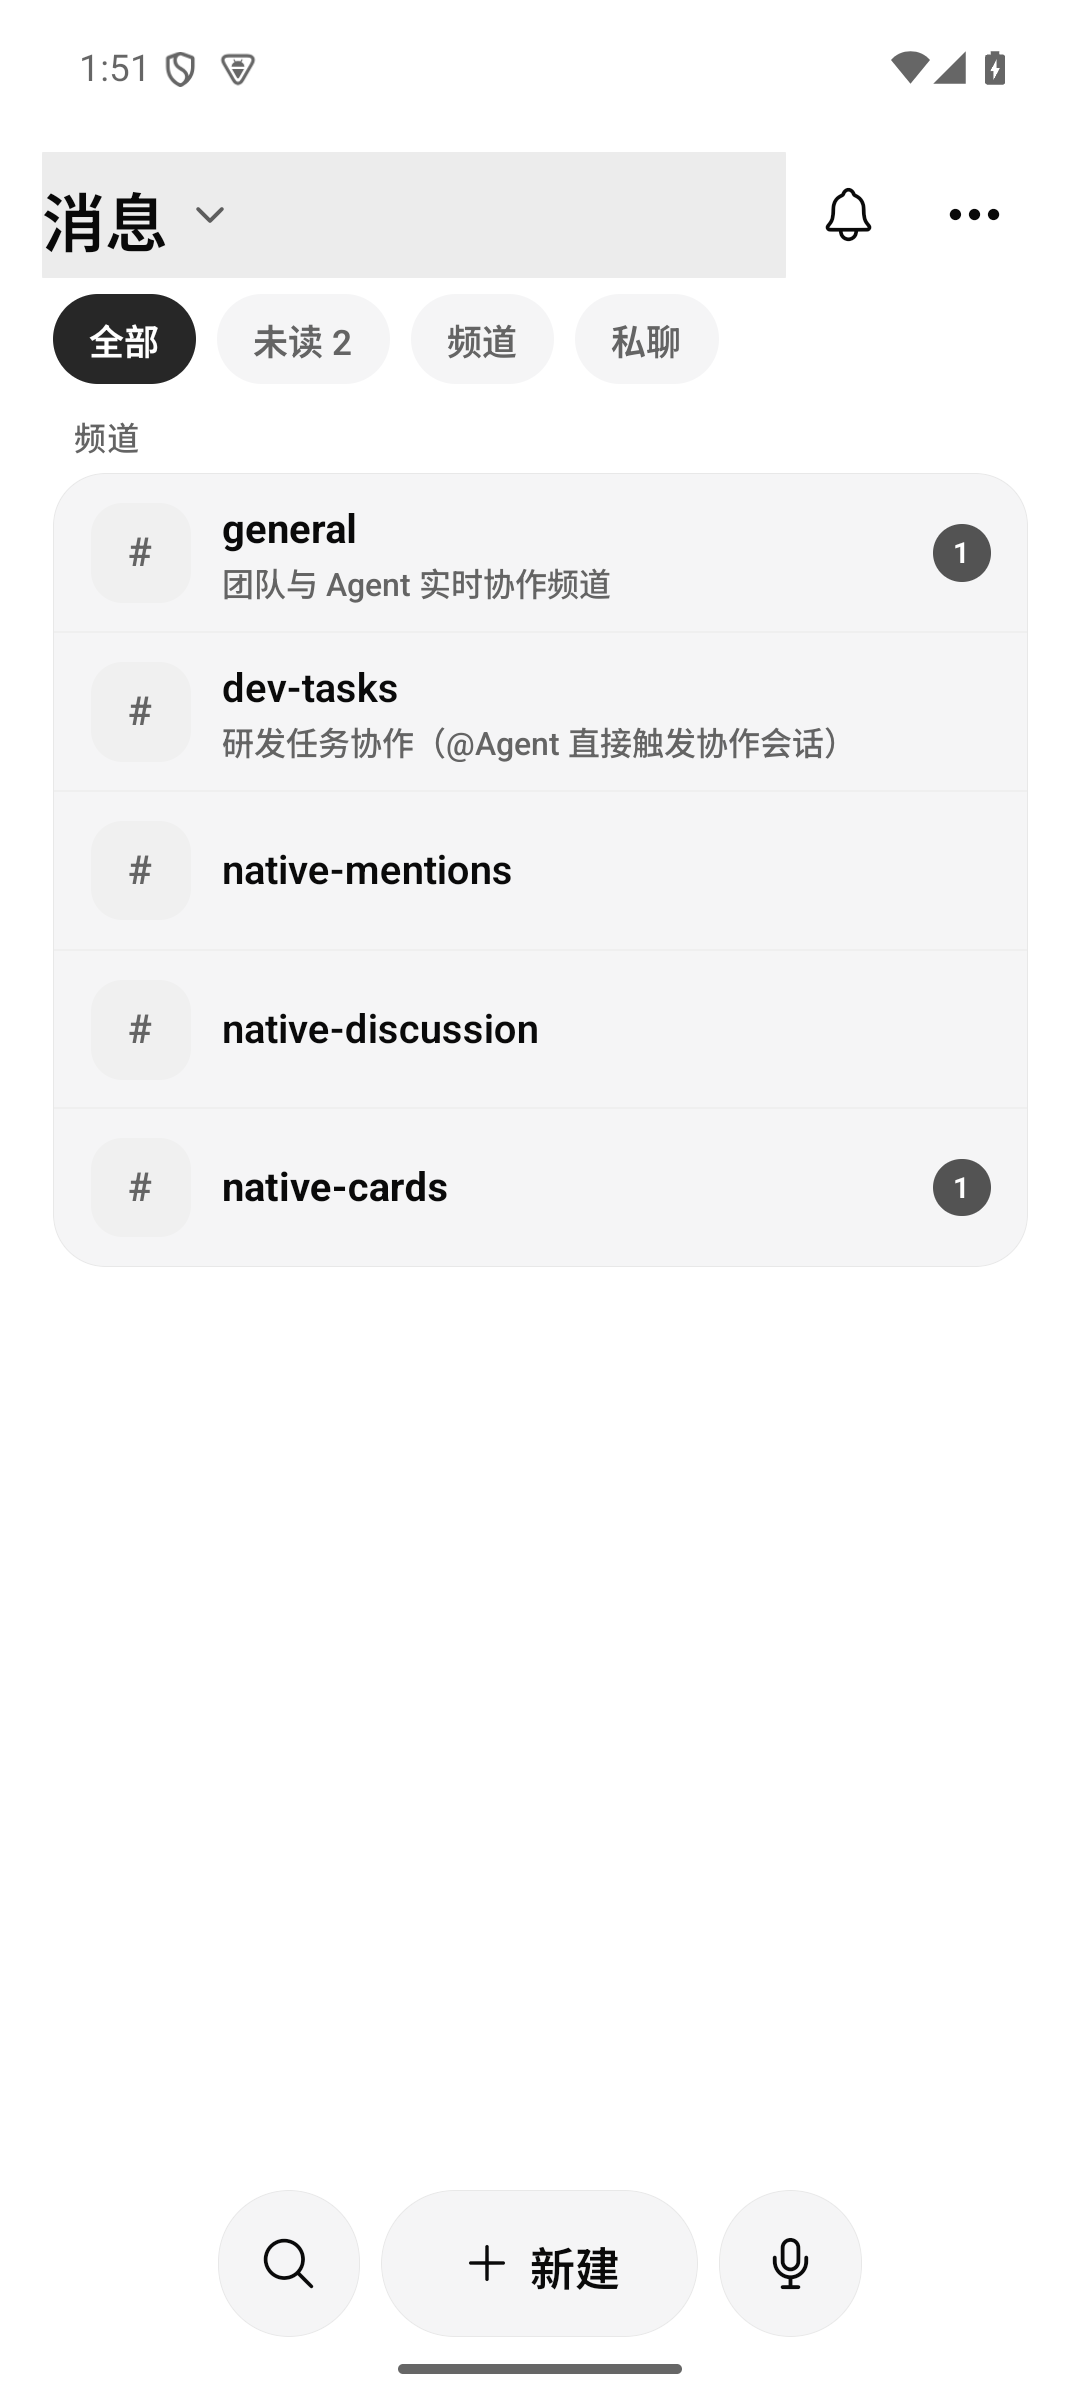 1:51
消息
全部
未读 2
频道
私聊
频道
#
general
团队与 Agent 实时协作频道
1
#
dev-tasks
研发任务协作（@Agent 直接触发协作会话）
#
native-mentions
#
native-discussion
#
native-cards
1
新建